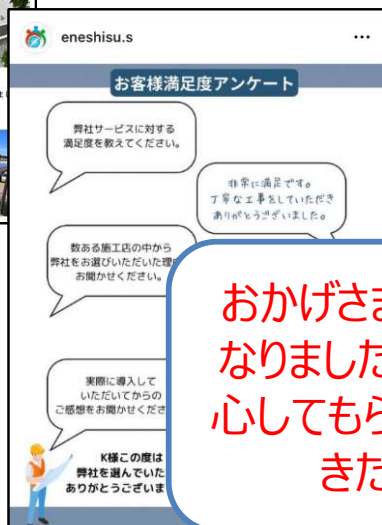 eneshisu.s
お客様満足度アンケート
弊社サービスに対する
満足度を教えてください。
非常に満足です。
丁寧な工事をしていただき
ありがとうございました。
数ある施工店の中から
弊社をお選びいただいた理
お聞かせください。
実際に導入して
いただいてからの
ご感想をお聞かせくださ
K様この度は
弊社を選んでいた
ありがとうございま
おかげさま
なりました
心してもら
きた